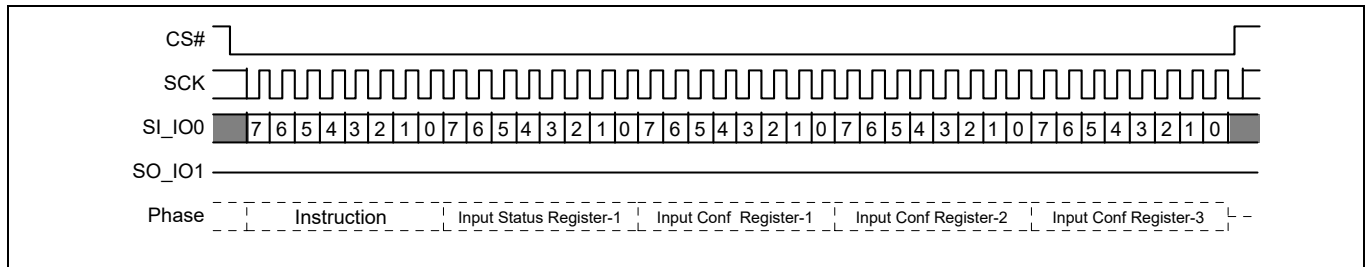 CS#
SCK
SI_IO0 7 6 5 4 3 2 1 0 7 6 5 4 3 2 1 0 7 6 5 4 3 2 1 0 7 6 5 4 3 2 1 0 7 6 5 4 3 2 1 0
SO_IO1
Phase Instruction Input Status Register-1 Input Conf Register-1 Input Conf Register-2 Input Conf Register-3